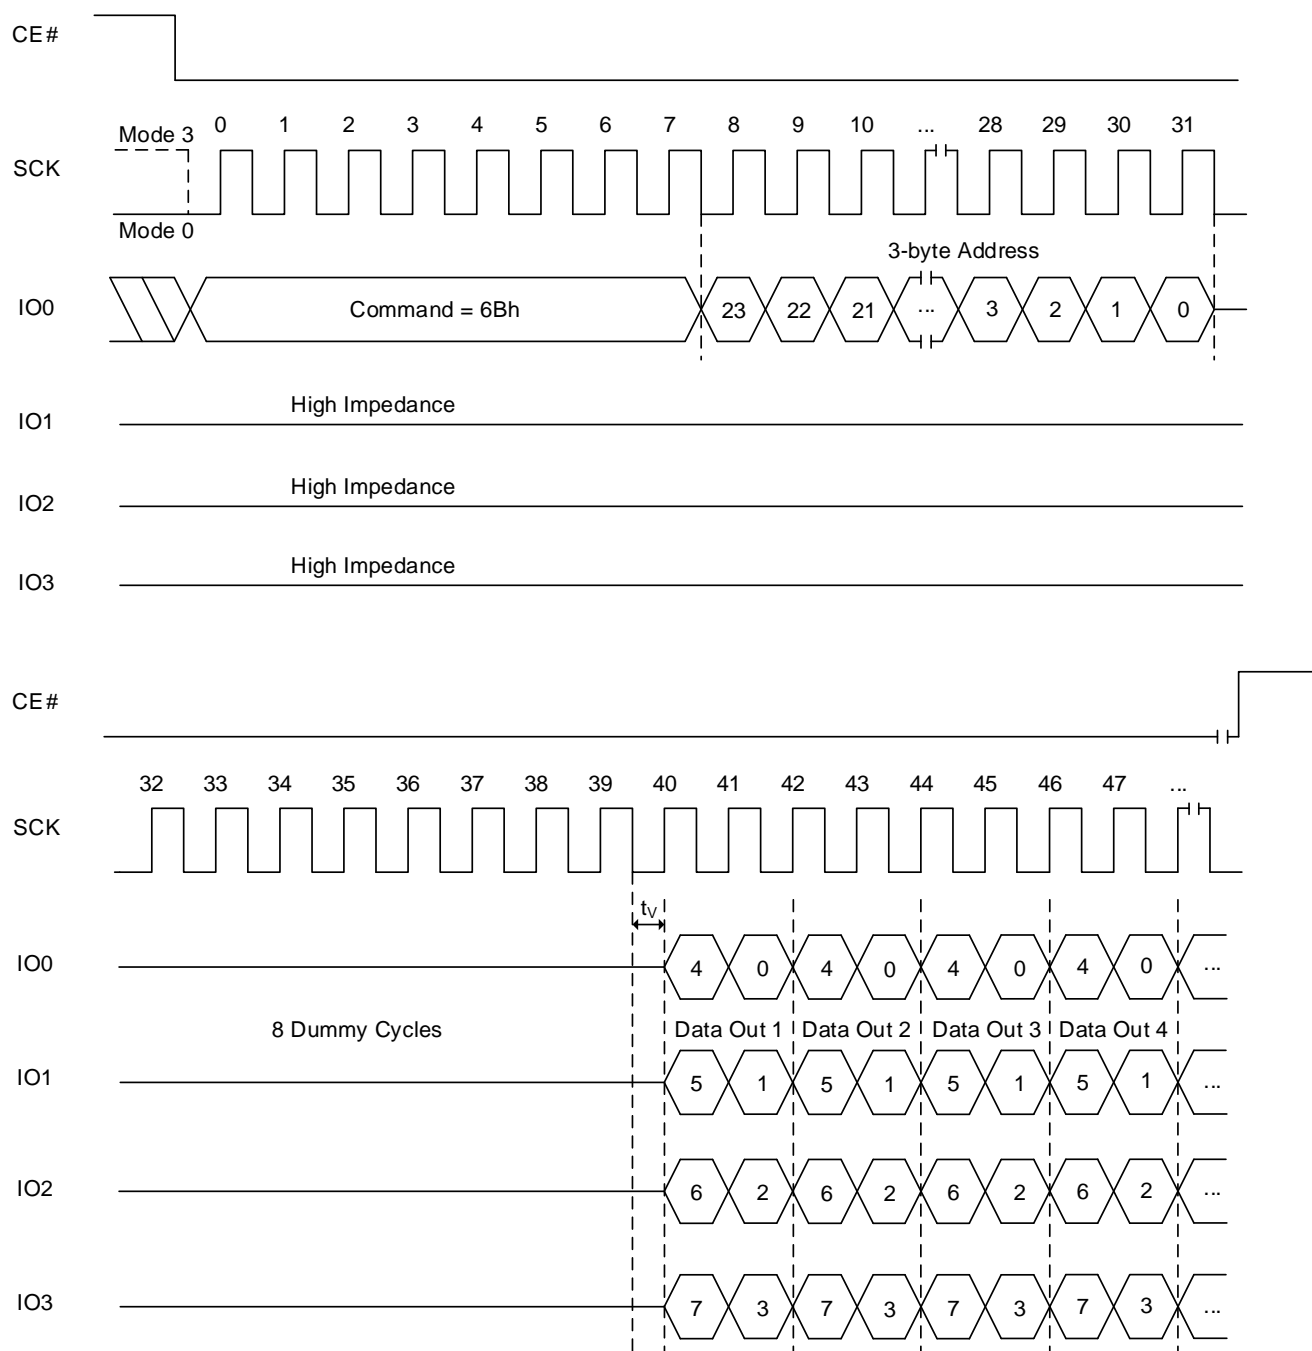 CE#
0 1 2 3 4 5 6 7 8 9 10 ... 28 29 30 31
Mode 3
SCK
Mode 0
3-byte Address
IO0 Command = 6Bh 23 22 21 ... 3 2 1 0
High Impedance
IO1
High Impedance
IO2
High Impedance
IO3
CE#
32 33 34 35 36 37 38 39 40 41 42 43 44 45 46 47 ...
SCK
tV
IO0 4 0 4 0 4 0 4 0 ...
8 Dummy Cycles Data Out 1 Data Out 2 Data Out 3 Data Out 4
IO1 5 1 5 1 5 1 5 1 ...
IO2 6 2 6 2 6 2 6 2 ...
IO3 7 3 7 3 7 3 7 3 ...